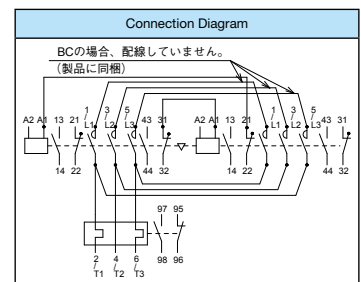 Connection Diagram
BCの場合、配線していません。
(製品に同梱)
A2 A1 13 21 1/L1 3/L2 5/L3 43 31 A2 A1 13 21 1/L1 3/L2 5/L3 43 31
14 22 44 32 14 22 44 32
97 95
2/T1 4/T2 6/T3 98 96